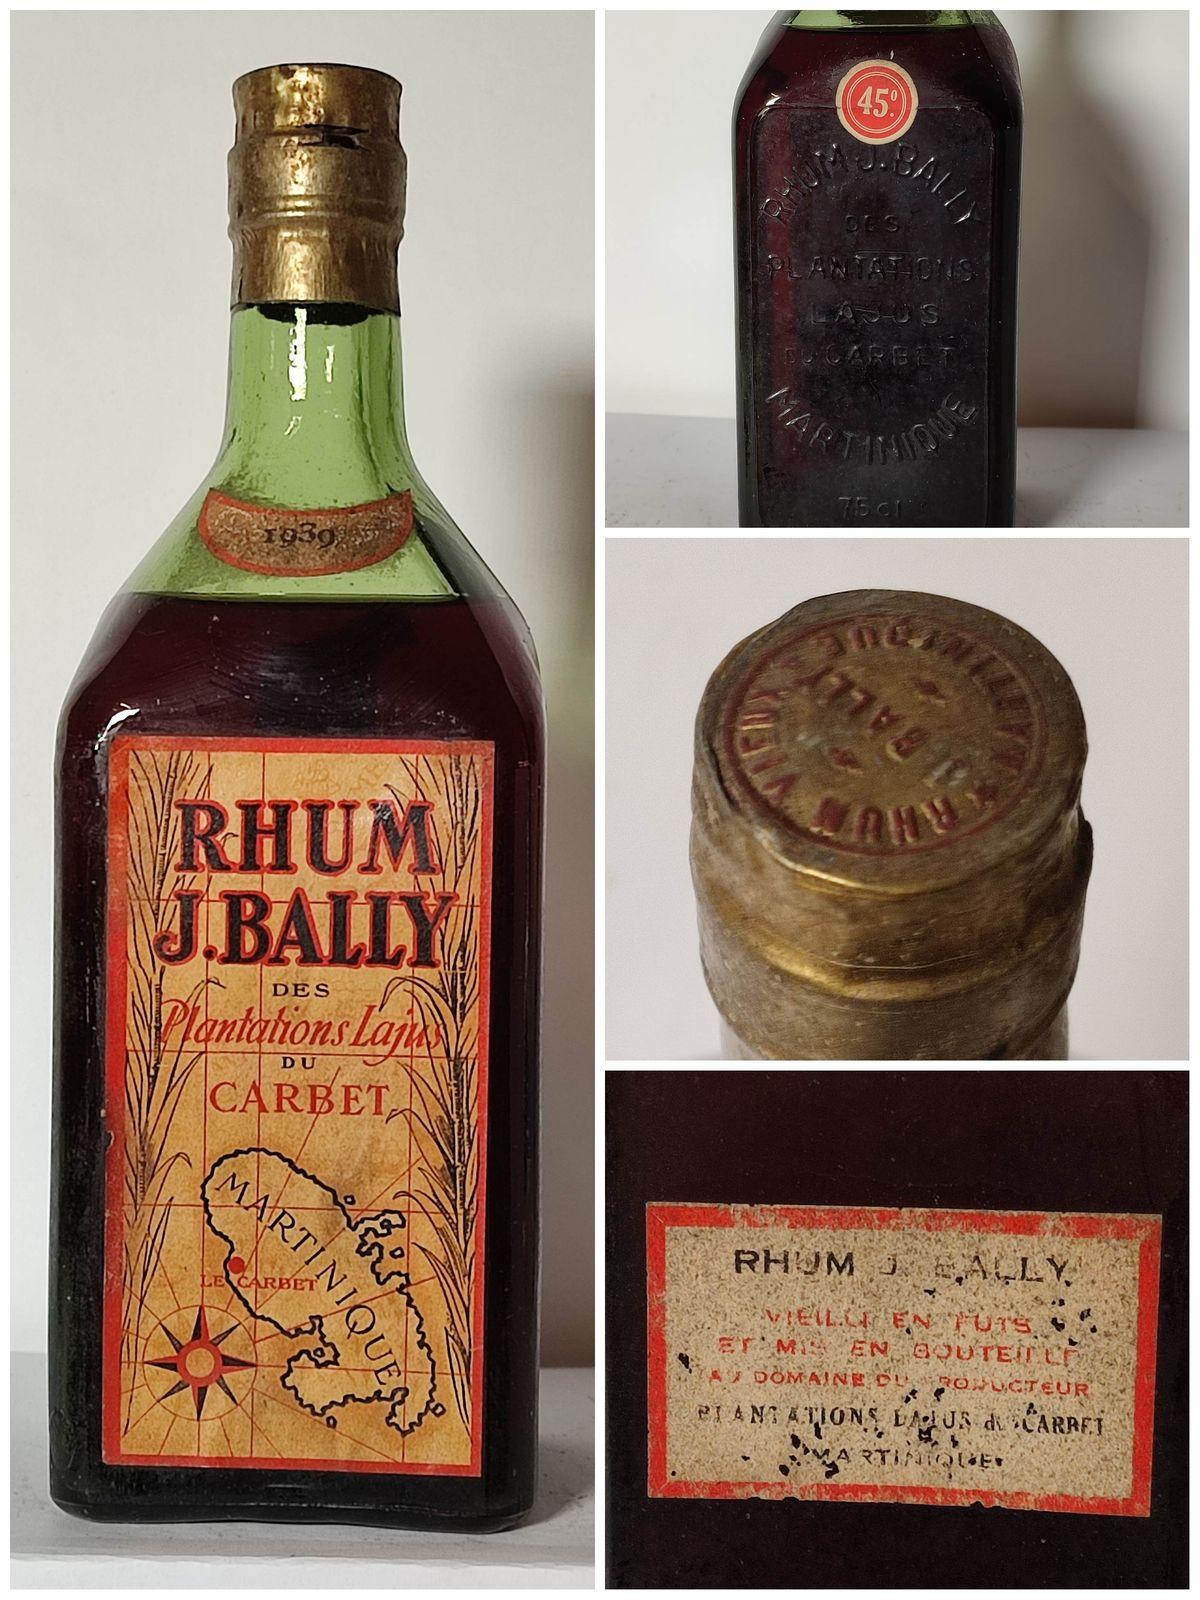 1939
RHUM
J.BALLY
DES
Plantations Lajus
DU
CARBET
MARTINIQUE
LE CARBET
45º
RHUM J. BALLY
DES
PLANTATIONS
LAJUS
DU CARBET
MARTINIQUE
75 cl
RHUM VIEUX MARTINIQUE
J. BALLY
RHUM J. BALLY
VIEILLI EN FUTS
ET MIS EN BOUTEILLE
AU DOMAINE DU PRODUCTEUR
PLANTATIONS LAJUS du CARBET
MARTINIQUE